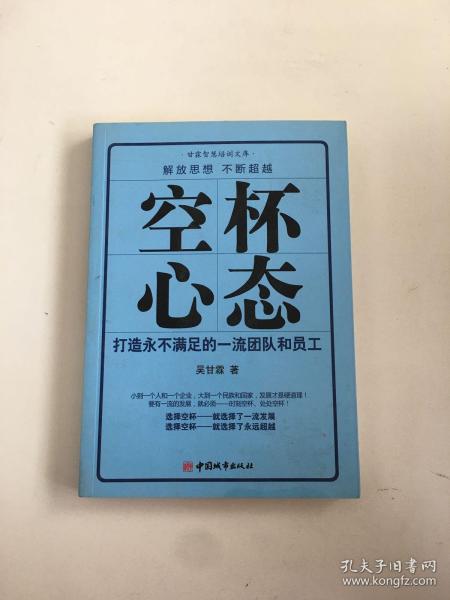 ·甘霖智慧培训文库·
解放思想 不断超越
空杯
心态
打造永不满足的一流团队和员工
吴甘霖 著
小到一个人和一个企业，大到一个民族和国家，发展才是硬道理！
要有一流的发展，就必须——时刻空杯、处处空杯！
选择空杯——就选择了一流发展
选择空杯——就选择了永远超越
中国城市出版社
孔夫子旧书网
www.kongfz.com